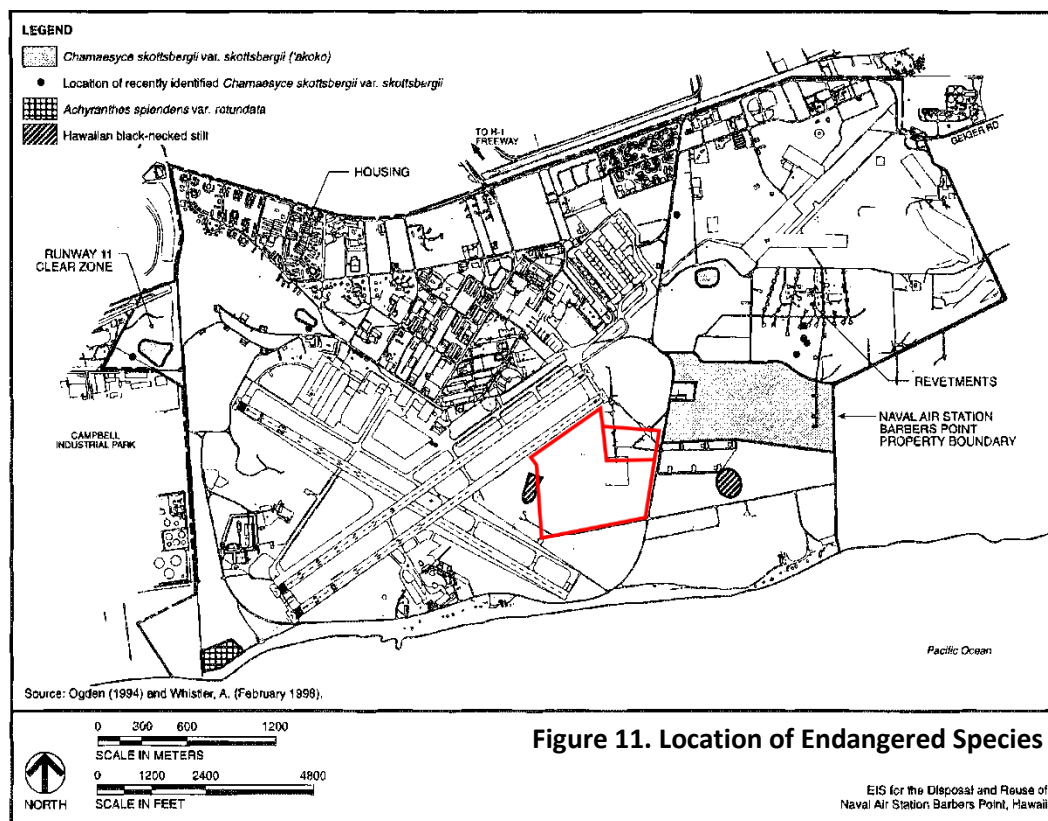 LEGEND
Chamaesyce skottsbergii var. skottsbergii ('akoko)
Location of recently identified Chamaesyce skottsbergii var. skottsbergii
Achyranthos splendens var. rotundata
Hawaiian black-necked stilt
TO H-1
FREEWAY
GEIGER RD
HOUSING
RUNWAY 11
CLEAR ZONE
REVETMENTS
NAVAL AIR STATION
BARBERS POINT
PROPERTY BOUNDARY
CAMPBELL
INDUSTRIAL PARK
Pacific Ocean
Source: Ogden (1994) and Whistler, A. (February 1998).
0 300 600 1200
SCALE IN METERS
0 1200 2400 4800
SCALE IN FEET
NORTH
Figure 11. Location of Endangered Species
EIS for the Disposal and Reuse of
Naval Air Station Barbers Point, Hawaii